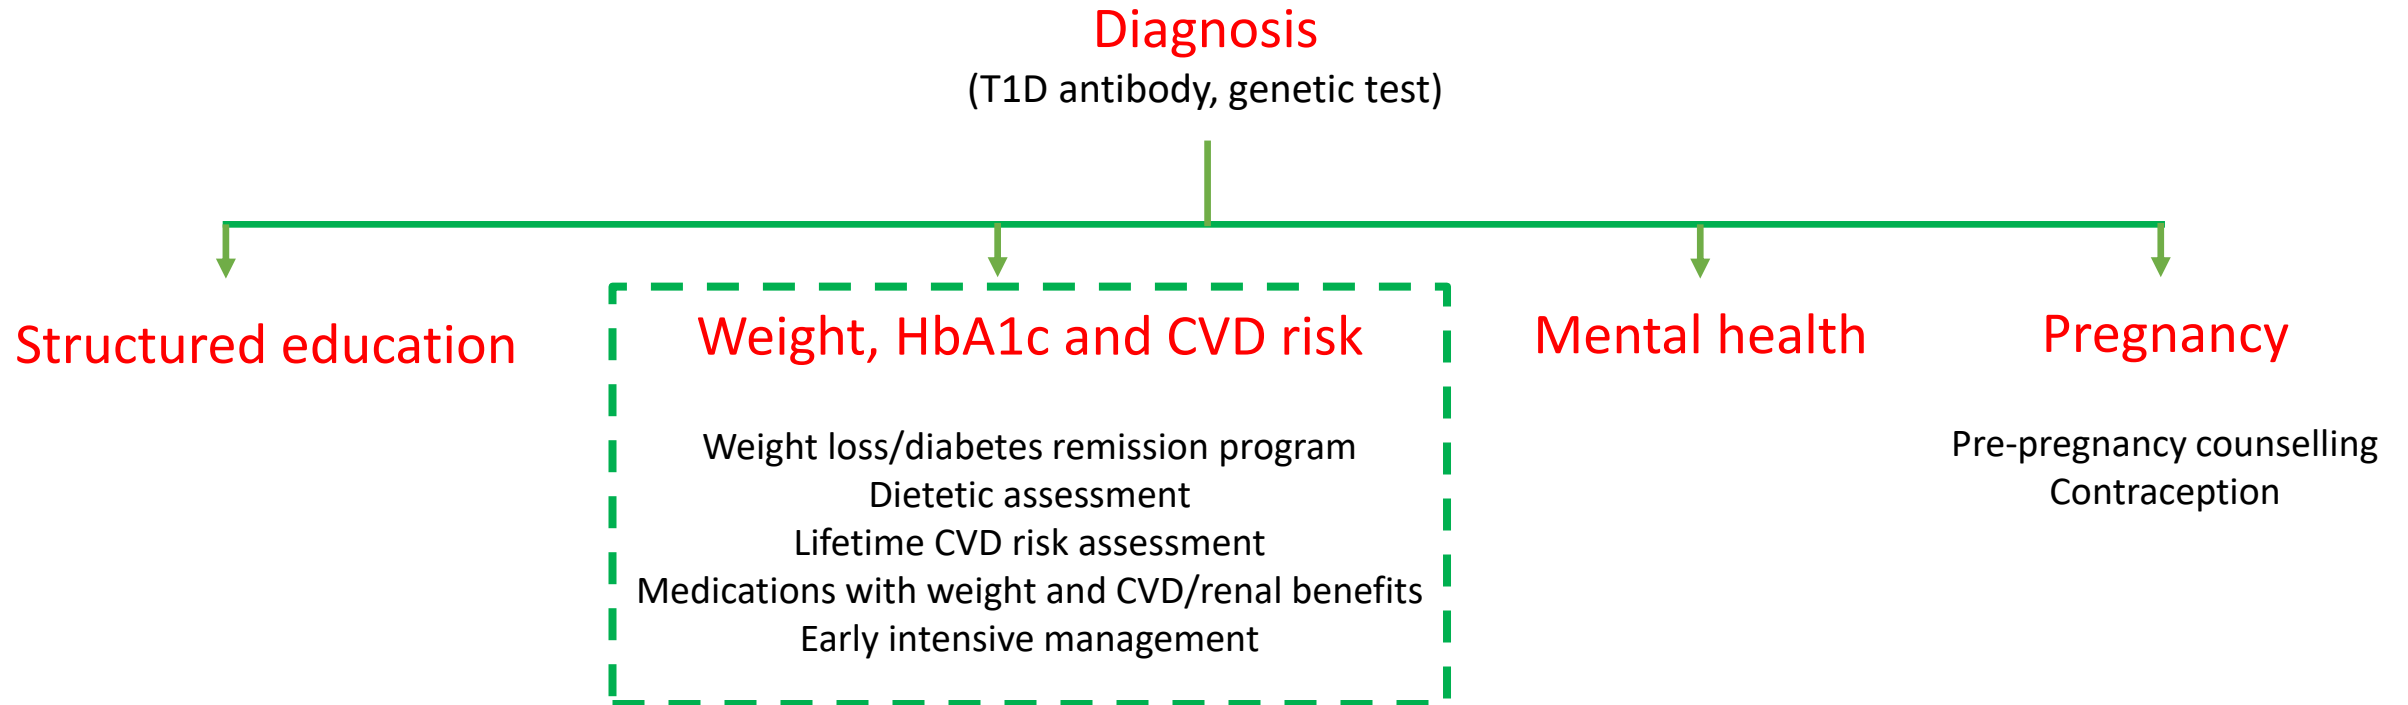 Diagnosis
(T1D antibody, genetic test)
Structured education
Weight, HbA1c and CVD risk
Weight loss/diabetes remission program
Dietetic assessment
Lifetime CVD risk assessment
Medications with weight and CVD/renal benefits
Early intensive management
Mental health
Pregnancy
Pre-pregnancy counselling
Contraception